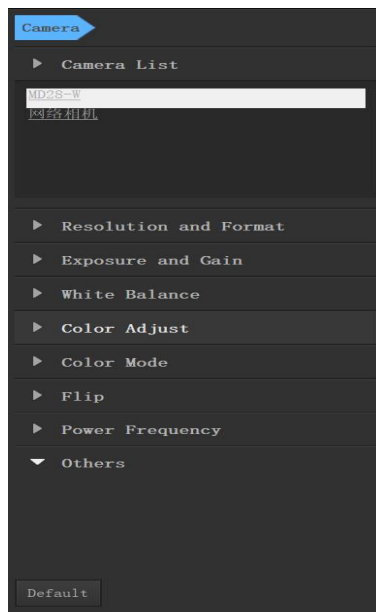 Camera
Camera List
MD28-W
网络相机
Resolution and Format
Exposure and Gain
White Balance
Color Adjust
Color Mode
Flip
Power Frequency
Others
Default